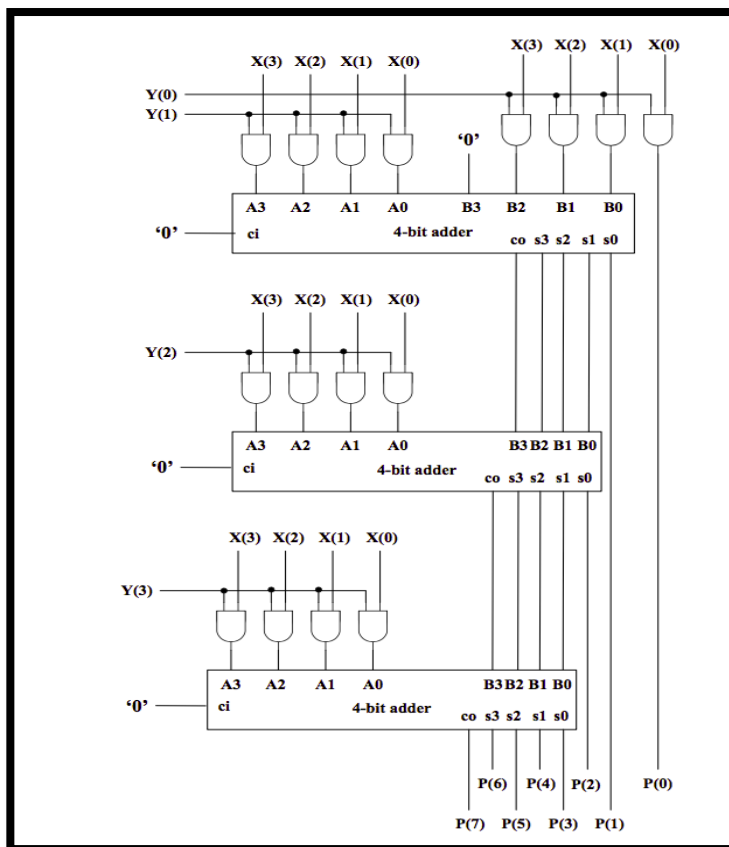 X(3) X(2) X(1) X(0)
X(3) X(2) X(1) X(0)
Y(0)
Y(1)
‘0’
A3 A2 A1 A0 B3 B2 B1 B0
‘0’ ci 4-bit adder co s3 s2 s1 s0
X(3) X(2) X(1) X(0)
Y(2)
A3 A2 A1 A0 B3 B2 B1 B0
‘0’ ci 4-bit adder co s3 s2 s1 s0
X(3) X(2) X(1) X(0)
Y(3)
A3 A2 A1 A0 B3 B2 B1 B0
‘0’ ci 4-bit adder co s3 s2 s1 s0
P(6) P(4) P(2) P(0)
P(7) P(5) P(3) P(1)